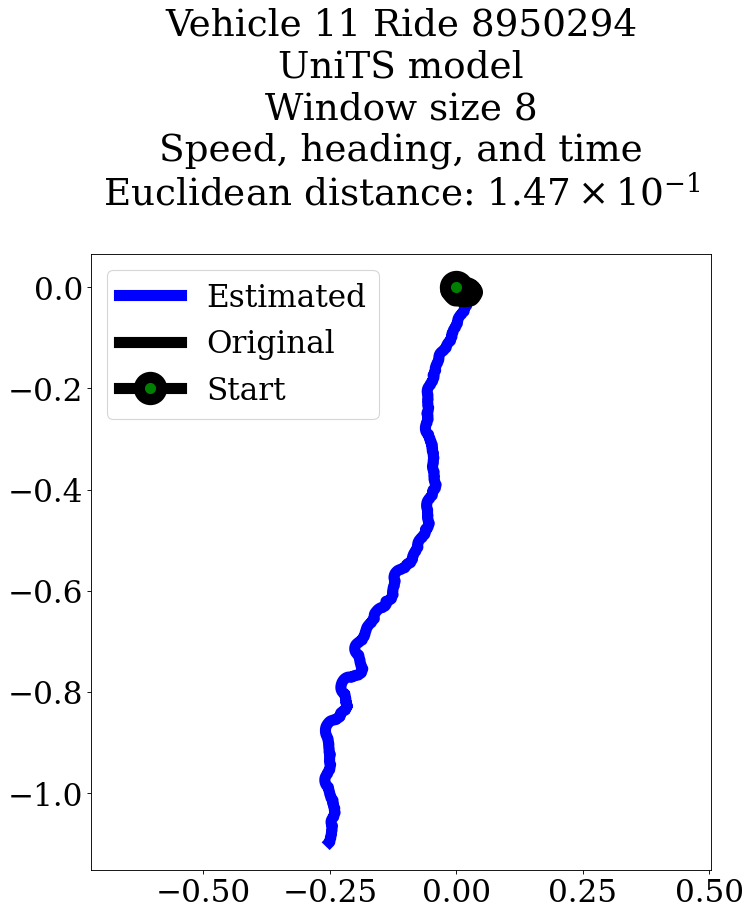 Vehicle 11 Ride 8950294
UniTS model
Window size 8
Speed, heading, and time
Euclidean distance: 1.47 × 10⁻¹
Estimated
Original
Start
0.0
−0.2
−0.4
−0.6
−0.8
−1.0
−0.50 −0.25 0.00 0.25 0.50